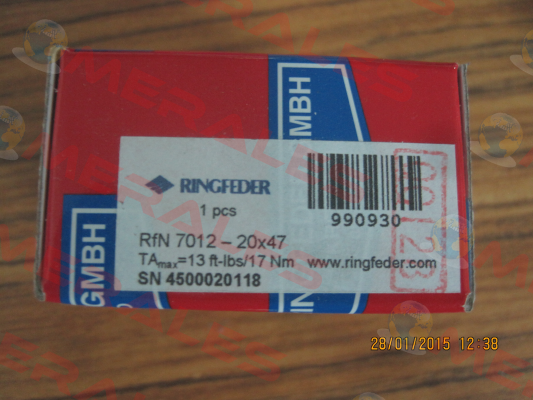 GMBH
RINGFEDER
1 pcs
RfN 7012 – 20x47
TAmax=13 ft-lbs/17 Nm www.ringfeder.com
SN 4500020118
990930
GMBH
28/01/2015 12:38